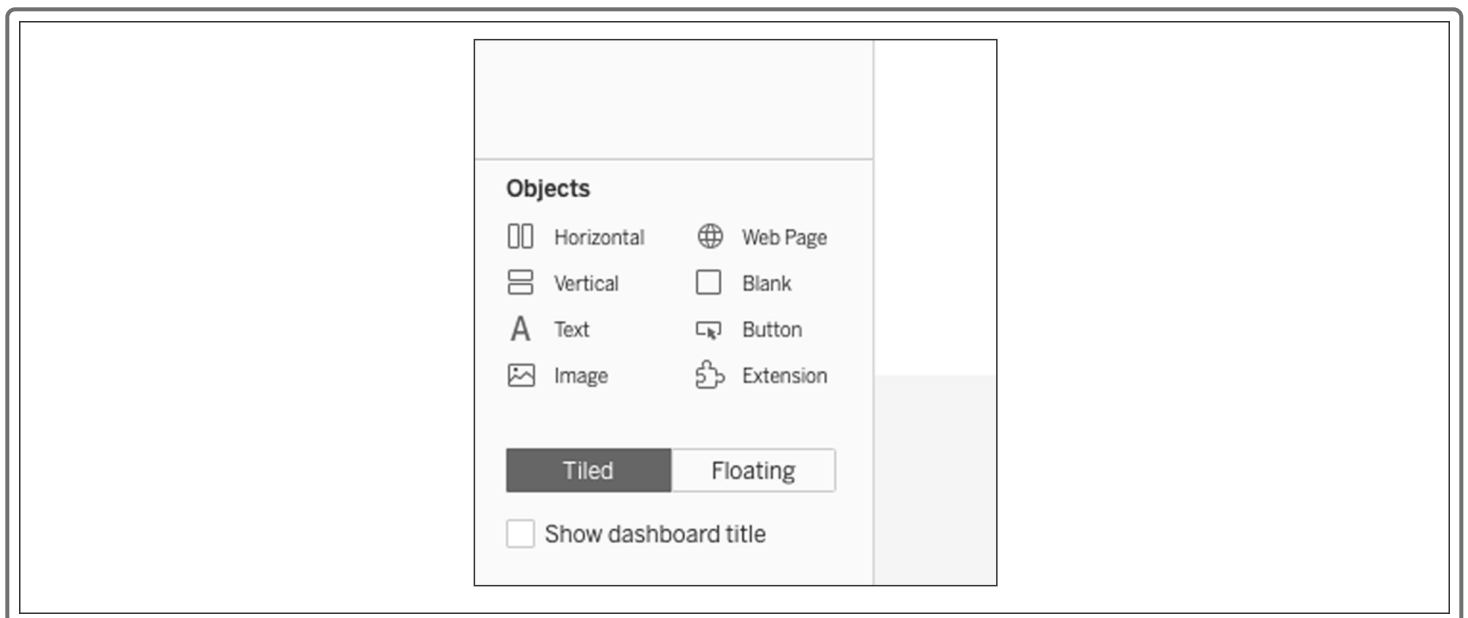 Objects
Horizontal Web Page
Vertical Blank
Text Button
Image Extension
Tiled Floating
Show dashboard title